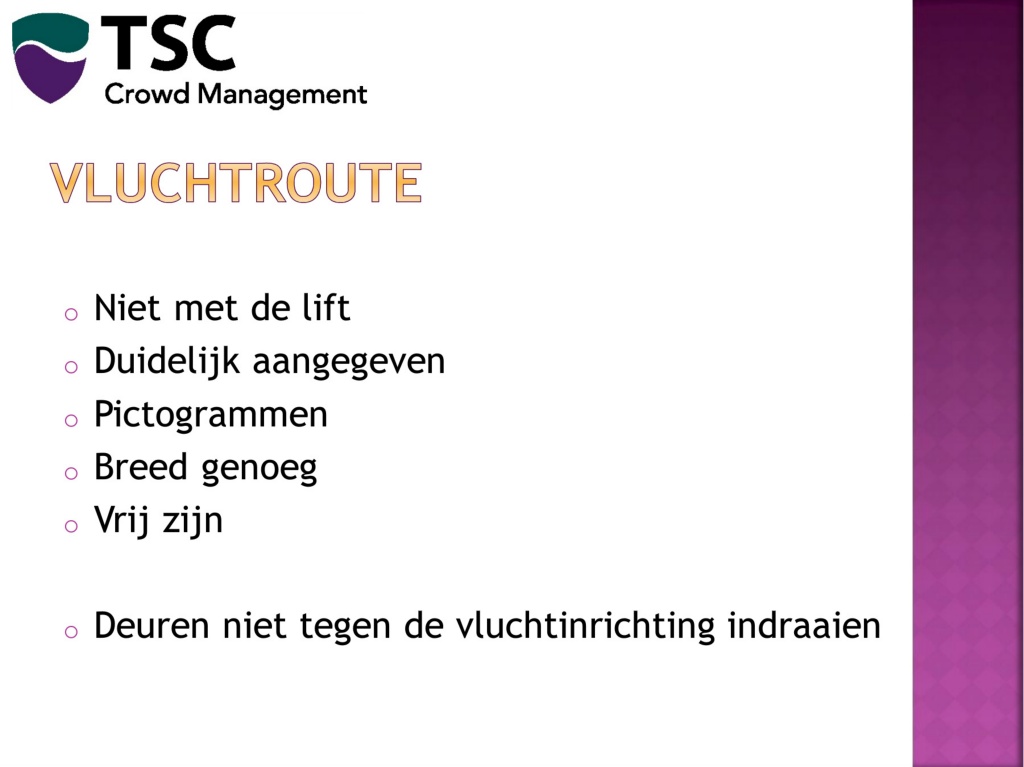 TSC
Crowd Management
VLUCHTROUTE
o Niet met de lift
o Duidelijk aangegeven
o Pictogrammen
o Breed genoeg
o Vrij zijn
o Deuren niet tegen de vluchtinrichting indraaien